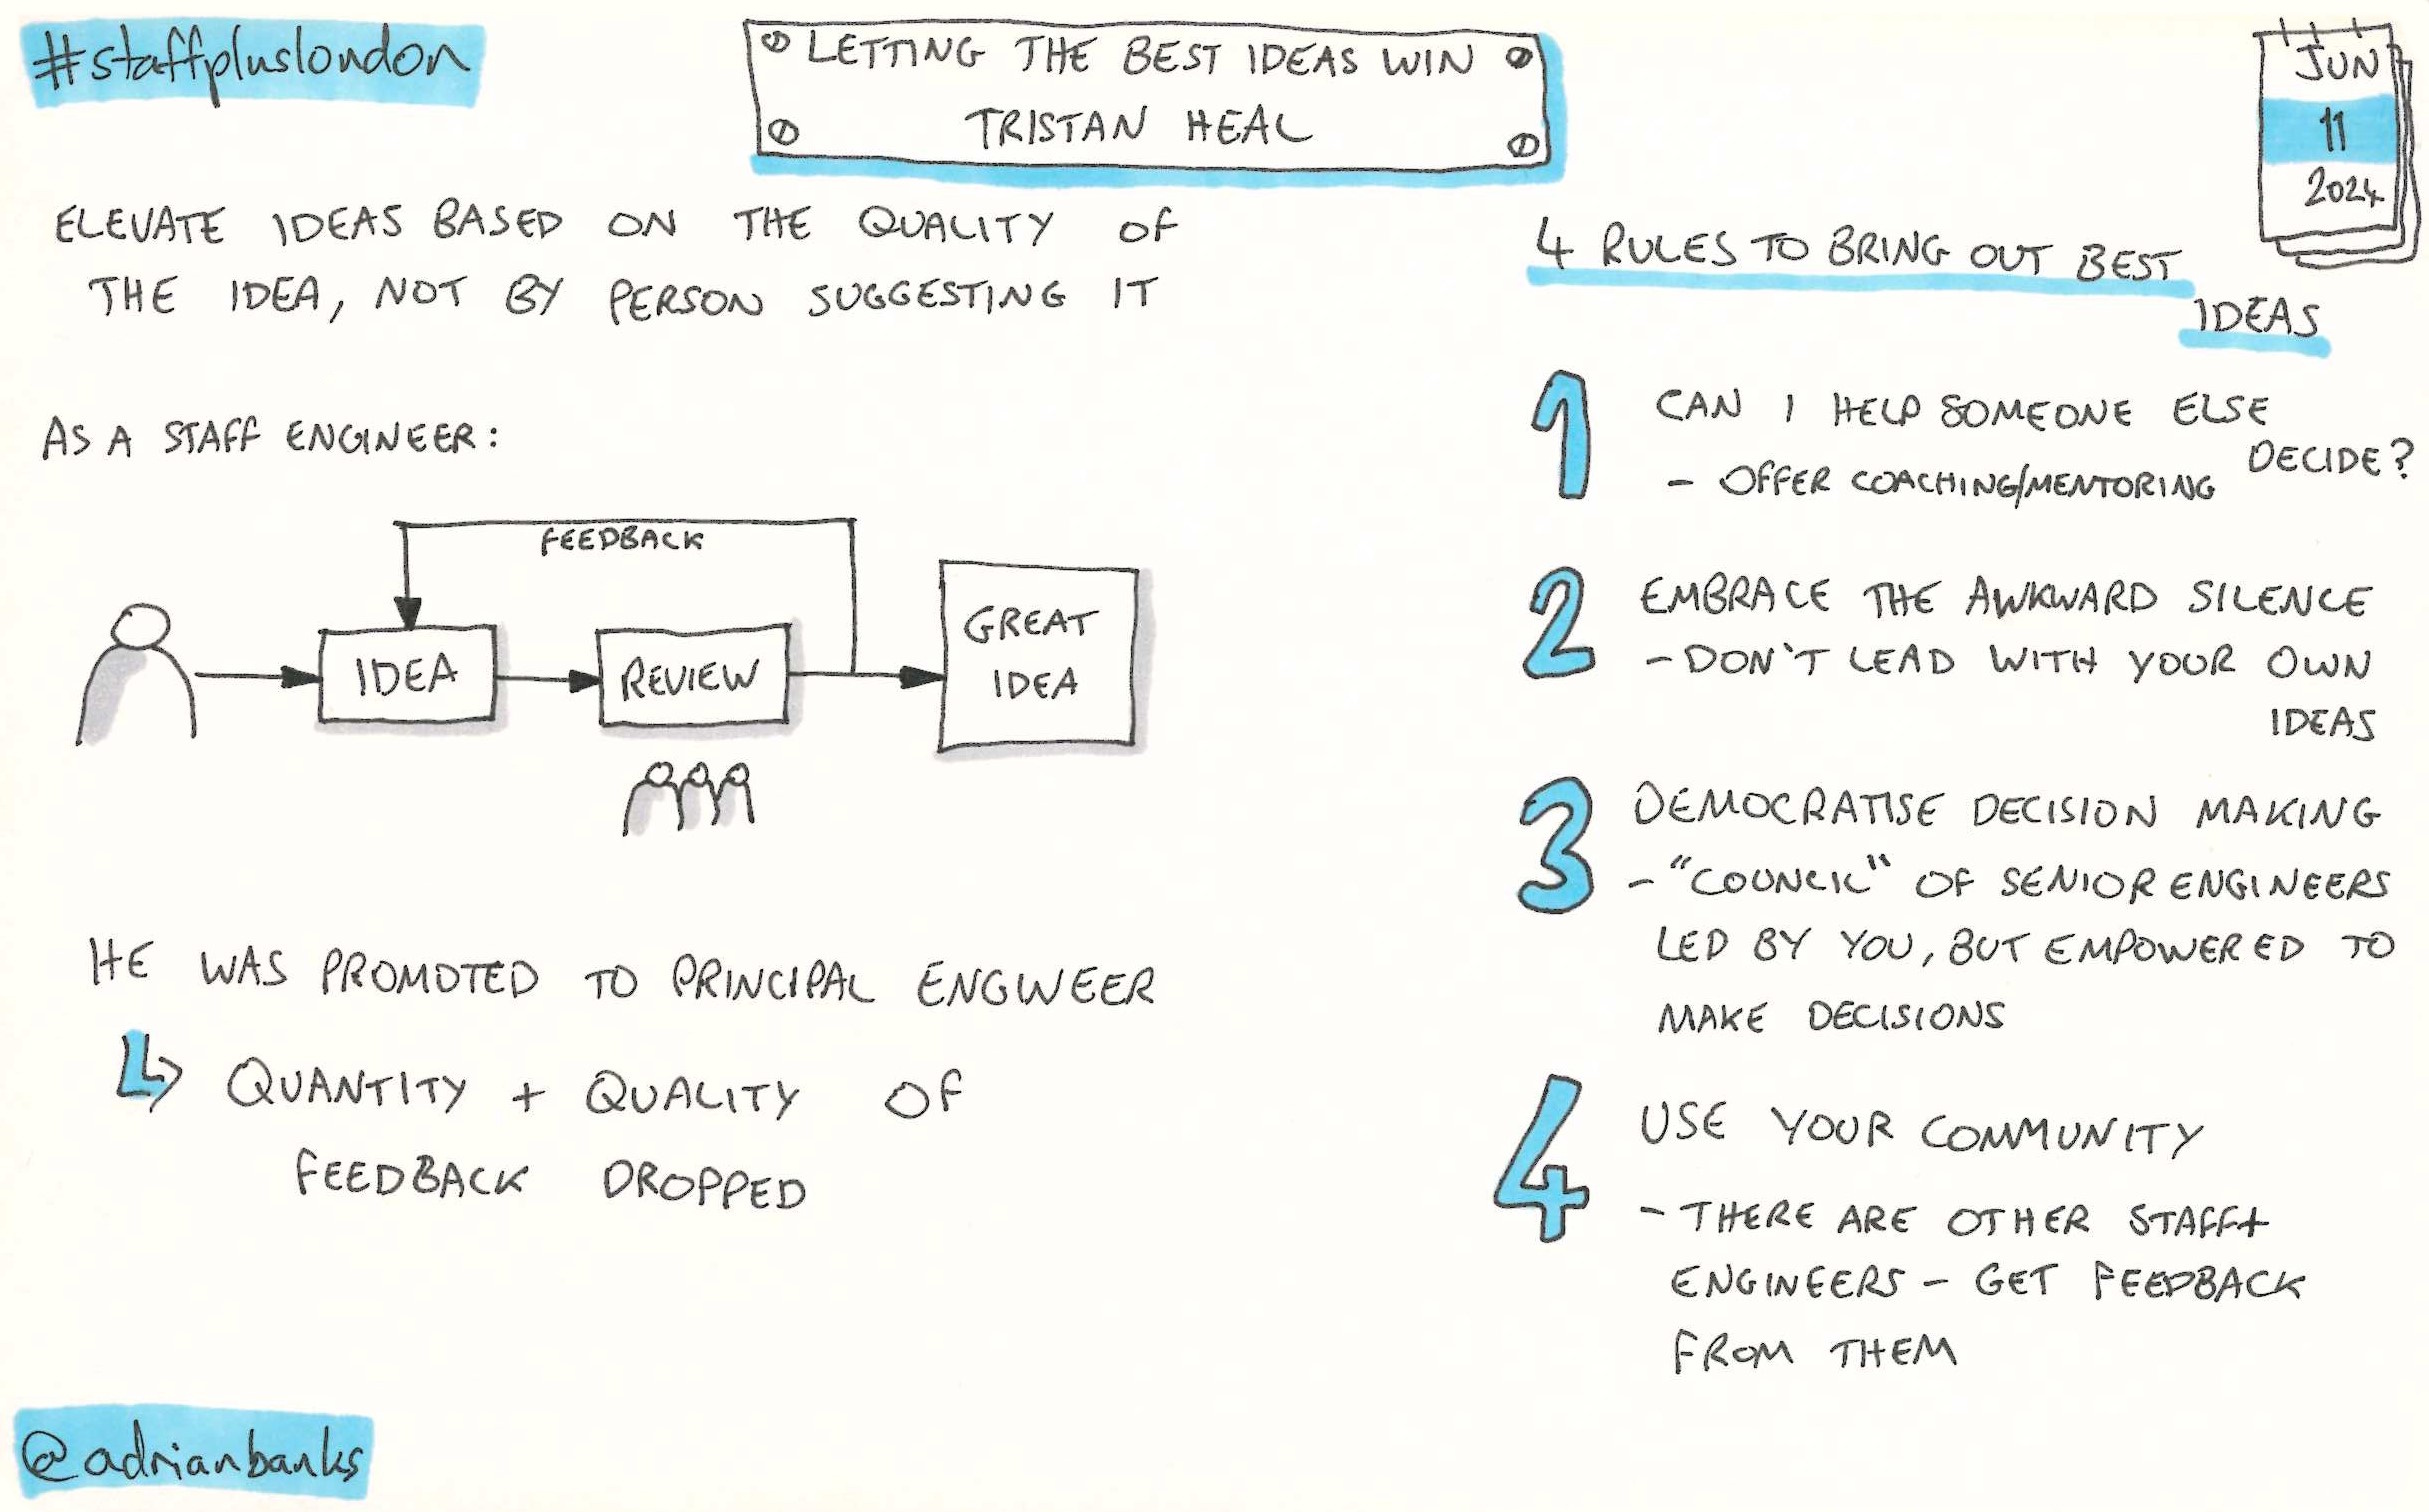 #staffpluslondon
LETTING THE BEST IDEAS WIN
TRISTAN HEAL
JUN
11
2024
ELEVATE IDEAS BASED ON THE QUALITY OF
THE IDEA, NOT BY PERSON SUGGESTING IT
AS A STAFF ENGINEER:
FEEDBACK
IDEA
REVIEW
GREAT
IDEA
HE WAS PROMOTED TO PRINCIPAL ENGINEER
QUANTITY + QUALITY OF
FEEDBACK DROPPED
4 RULES TO BRING OUT BEST
IDEAS
1 CAN I HELP SOMEONE ELSE
DECIDE?
- OFFER COACHING/MENTORING
2 EMBRACE THE AWKWARD SILENCE
- DON'T LEAD WITH YOUR OWN
IDEAS
3 DEMOCRATISE DECISION MAKING
- "COUNCIL" OF SENIOR ENGINEERS
LED BY YOU, BUT EMPOWERED TO
MAKE DECISIONS
4 USE YOUR COMMUNITY
- THERE ARE OTHER STAFF+
ENGINEERS - GET FEEDBACK
FROM THEM
@adrianbanks